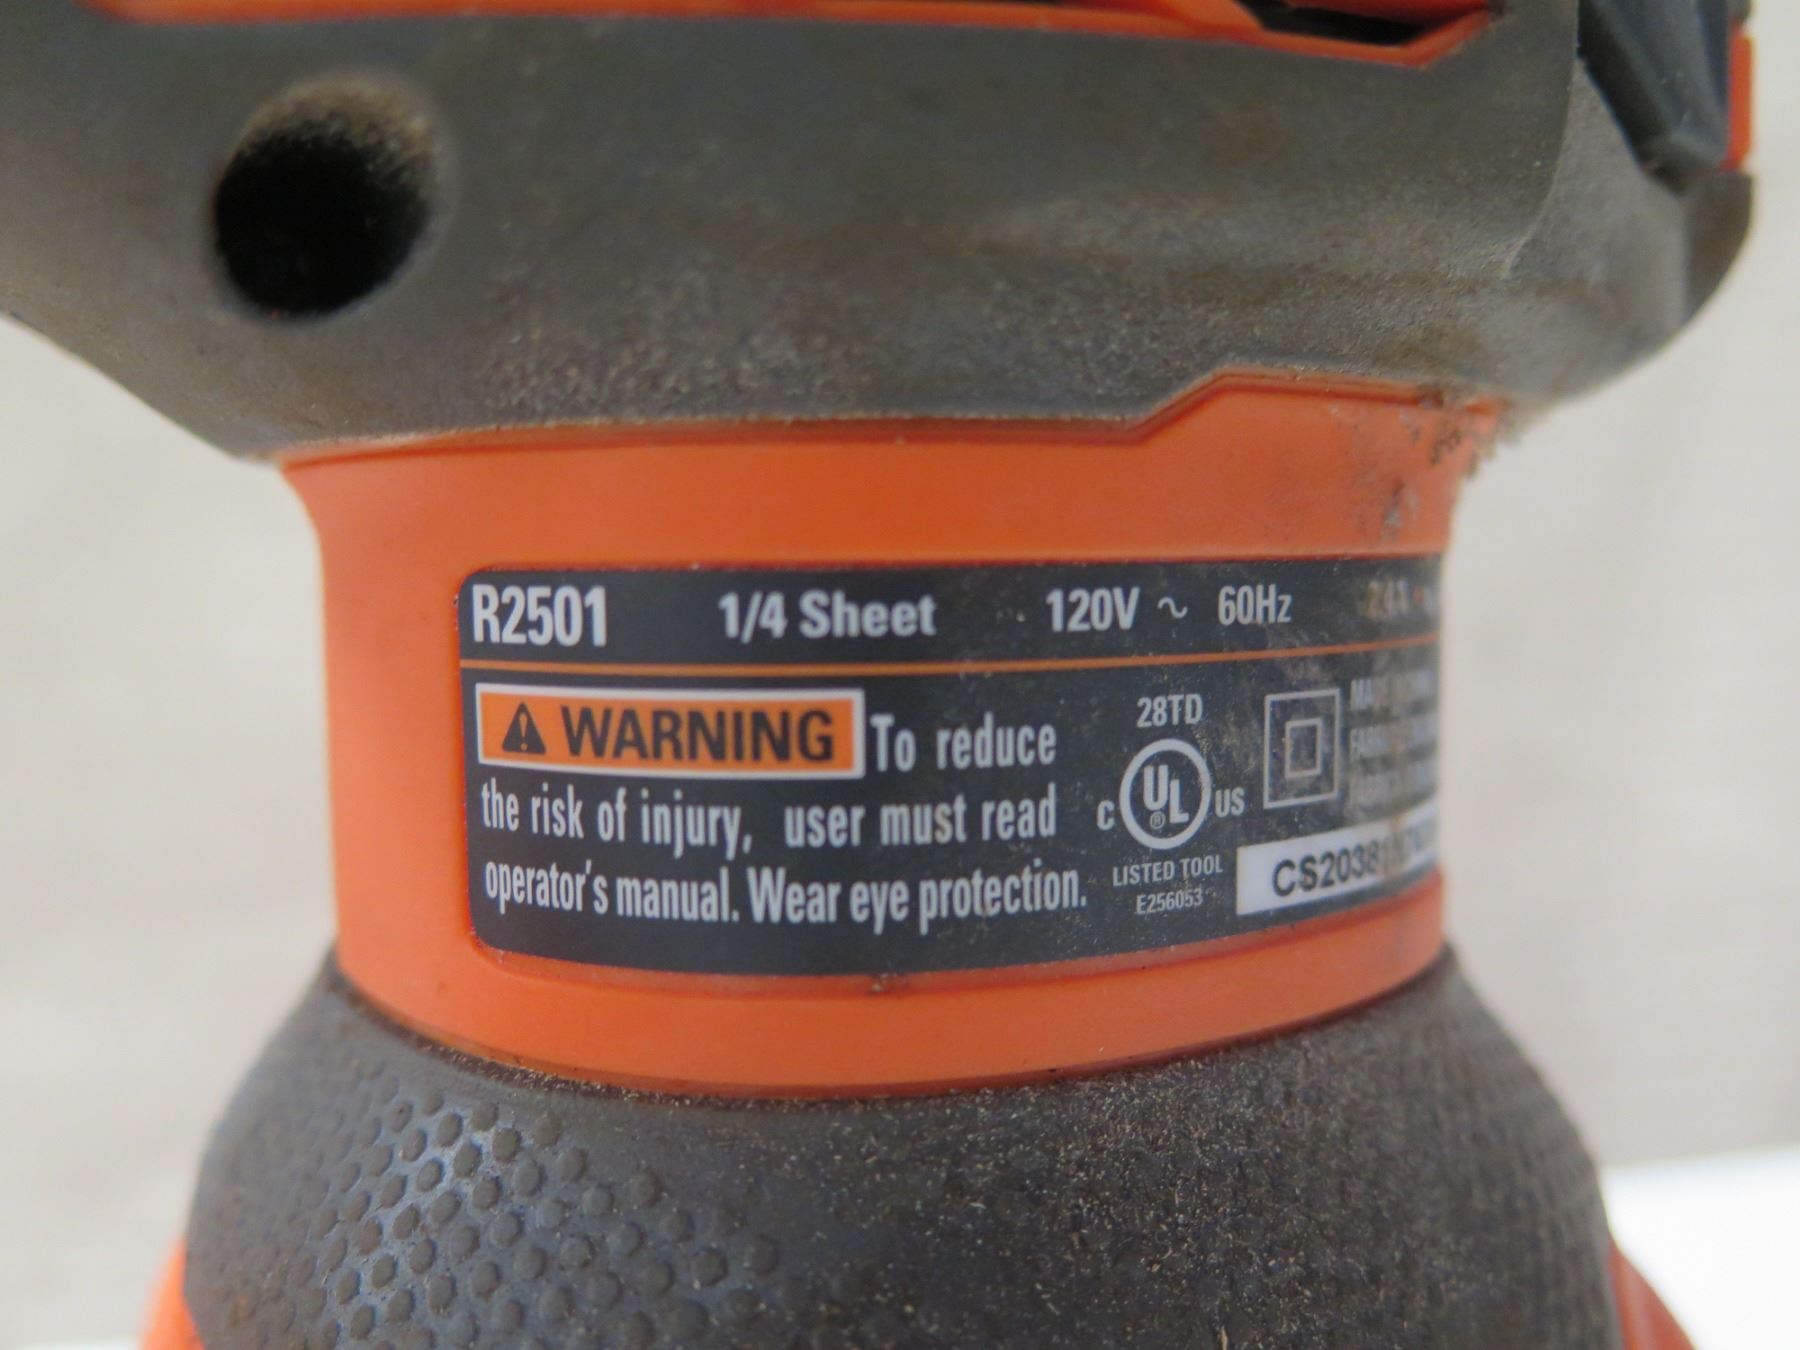 R2501 1/4 Sheet 120V ~ 60Hz
WARNING To reduce
the risk of injury, user must read
operator's manual. Wear eye protection.
28TD
C UL® US
LISTED TOOL
E256053